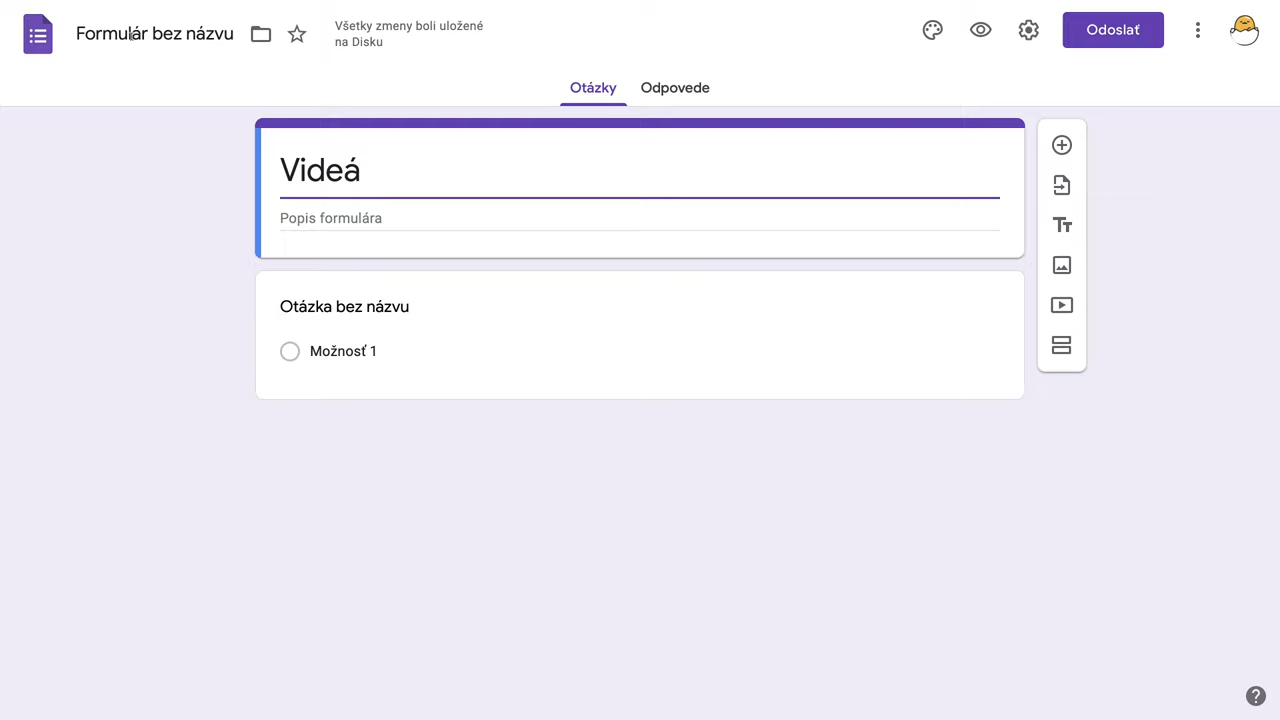 Formulár bez názvu
Všetky zmeny boli uložené
na Disku
Odoslať
Otázky
Odpovede
Videá
Popis formulára
Otázka bez názvu
Možnosť 1